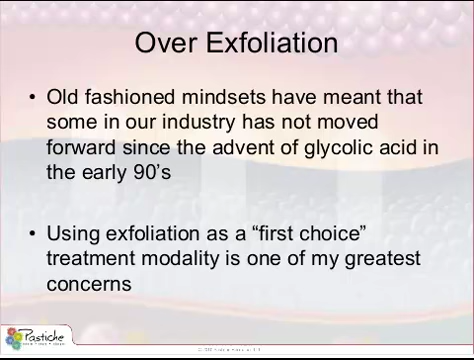 Over Exfoliation
• Old fashioned mindsets have meant that
some in our industry has not moved
forward since the advent of glycolic acid in
the early 90's
• Using exfoliation as a “first choice”
treatment modality is one of my greatest
concerns
Pastiche